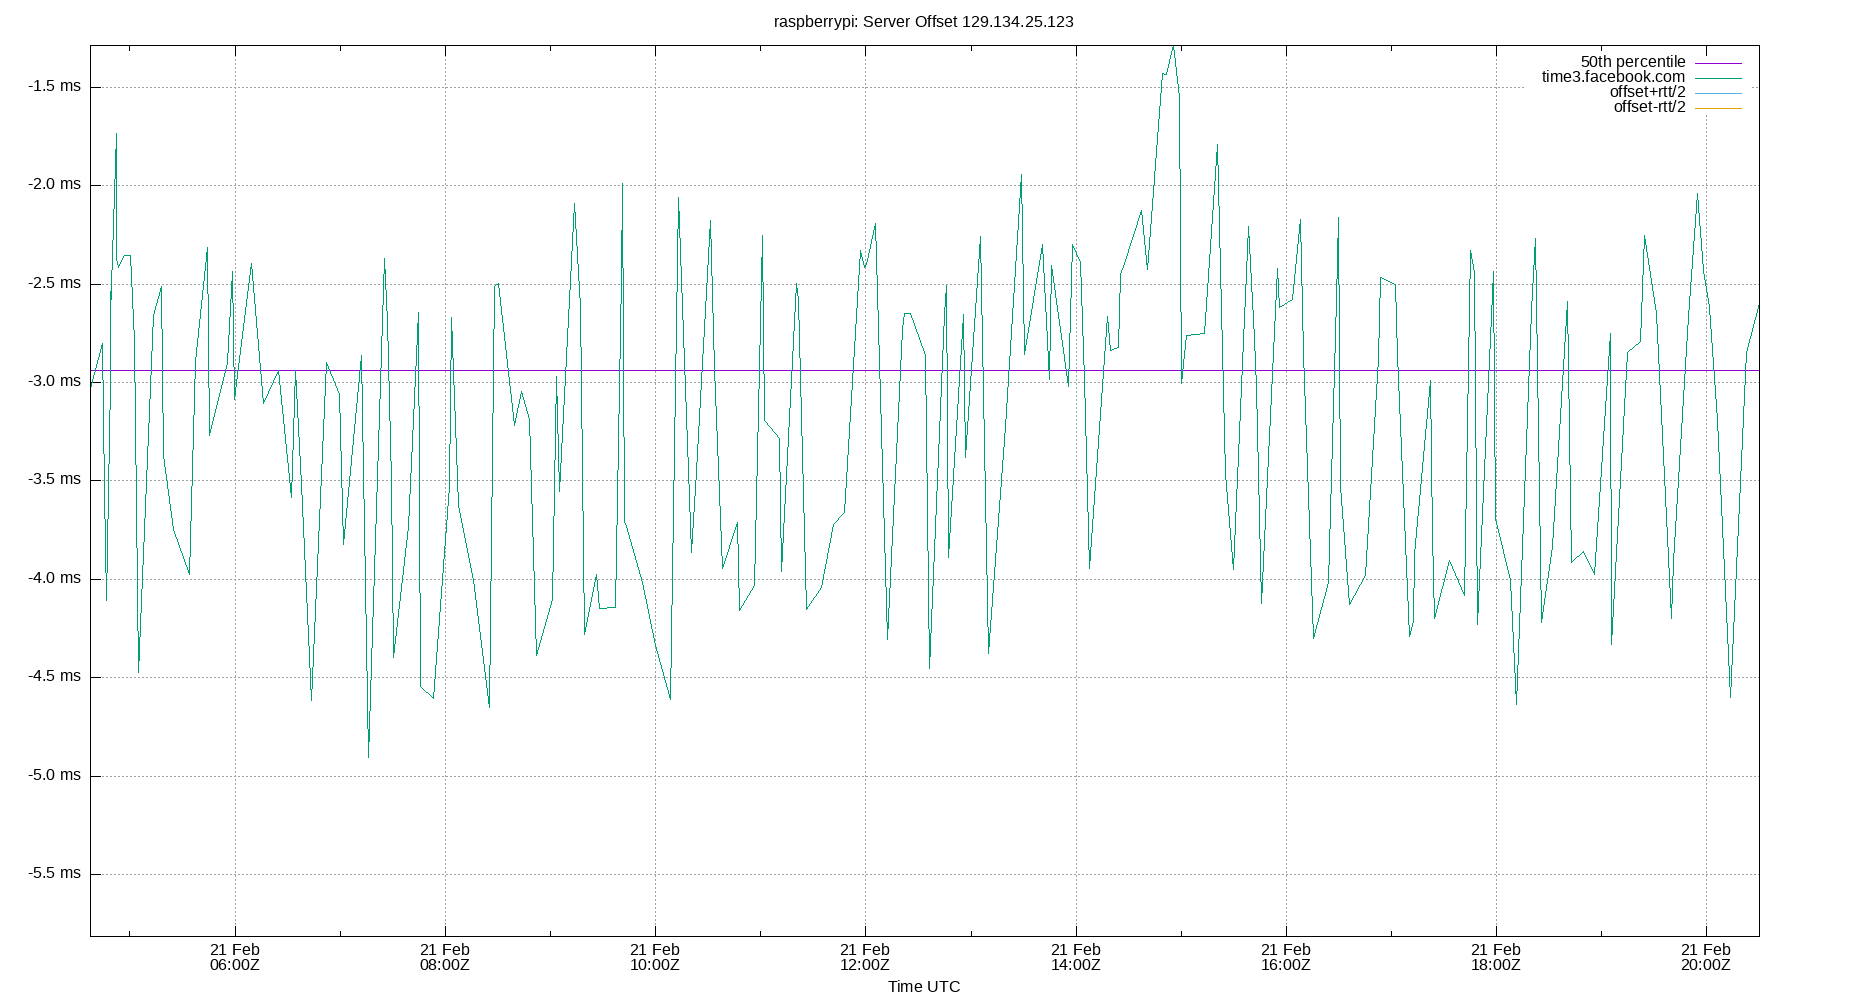 raspberrypi: Server Offset 129.134.25.123
50th percentile
time3.facebook.com
offset+rtt/2
offset-rtt/2
-1.5 ms
-2.0 ms
-2.5 ms
-3.0 ms
-3.5 ms
-4.0 ms
-4.5 ms
-5.0 ms
-5.5 ms
21 Feb 21 Feb 21 Feb 21 Feb 21 Feb 21 Feb 21 Feb 21 Feb
06:00Z 08:00Z 10:00Z 12:00Z 14:00Z 16:00Z 18:00Z 20:00Z
Time UTC